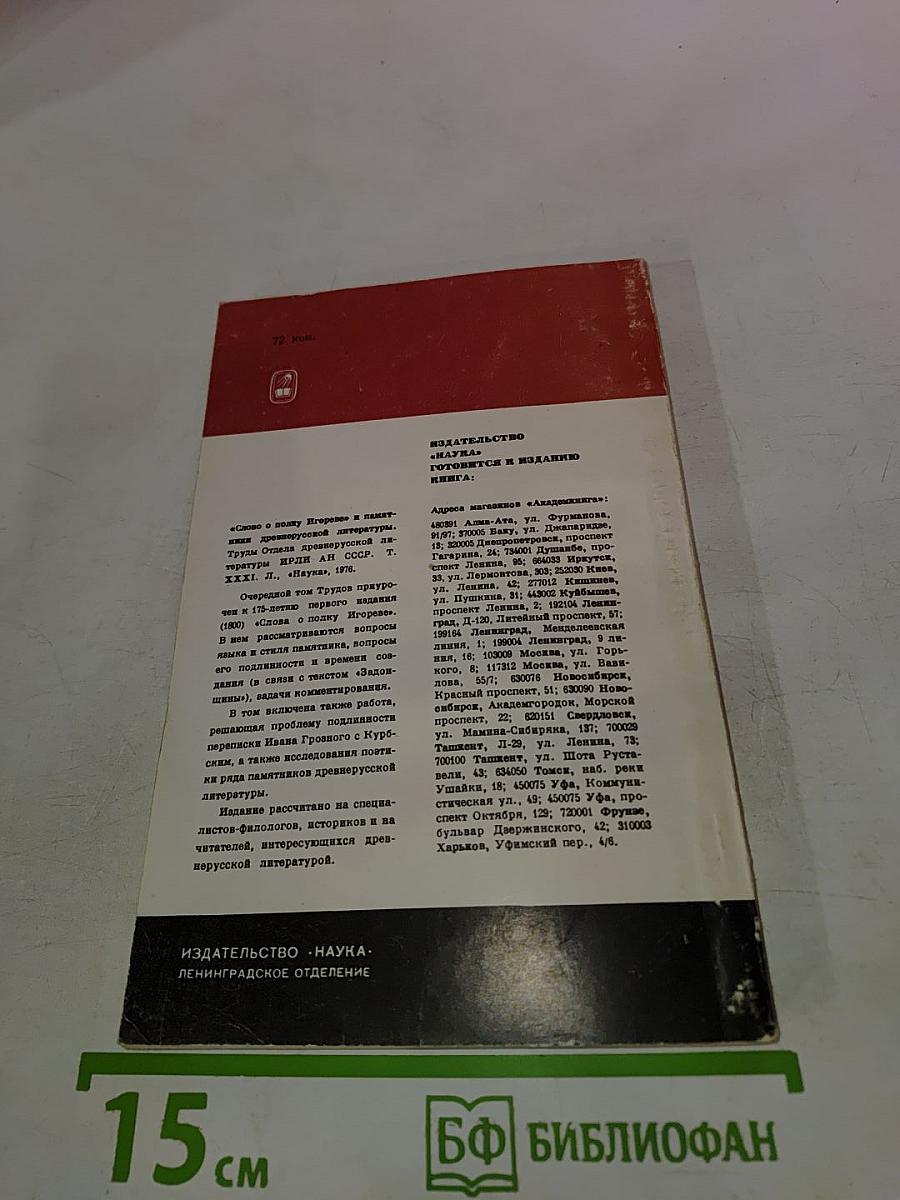 72 коп.
ИЗДАТЕЛЬСТВО
«НАУКА»
ГОТОВИТСЯ К ИЗДАНИЮ
КНИГА:
«Слово о полку Игореве» и памят-
ники древнерусской литературы.
Труды Отдела древнерусской ли-
тературы ИРЛИ АН СССР. Т.
XXXI. Л., «Наука», 1976.
Очередной том Трудов приуро-
чен к 175-летию первого издания
(1800) «Слова о полку Игореве».
В нем рассматриваются вопросы
языка и стиля памятника, вопросы
его подлинности и времени соз-
дания (в связи с текстом «Задон-
щины»), задачи комментирования.
В том включена также работа,
решающая проблему подлинности
переписки Ивана Грозного с Курб-
ским, а также исследования поэти-
ки ряда памятников древнерусской
литературы.
Издание рассчитано на специа-
листов-филологов, историков и на
читателей, интересующихся древ-
нерусской литературой.
Адреса магазинов «Академкнига»:
480391 Алма-Ата, ул. Фурманова,
91/97; 370005 Баку, ул. Джапаридзе,
13; 320005 Днепропетровск, проспект
Гагарина, 24; 734001 Душанбе, про-
спект Ленина, 95; 664033 Иркутск,
33, ул. Лермонтова, 303; 252030 Киев,
ул. Ленина, 42; 277012 Кишинев,
ул. Пушкина, 31; 443002 Куйбышев,
проспект Ленина, 2; 192104 Ленин-
град, Д-120, Литейный проспект, 57;
199164 Ленинград, Менделеевская
линия, 1; 199004 Ленинград, 9 ли-
ния, 16; 103009 Москва, ул. Горь-
кого, 8; 117312 Москва, ул. Вави-
лова, 55/7; 630076 Новосибирск,
Красный проспект, 51; 630090 Ново-
сибирск, Академгородок, Морской
проспект, 22; 620151 Свердловск,
ул. Мамина-Сибиряка, 137; 700029
Ташкент, Л-29, ул. Ленина, 73;
700100 Ташкент, ул. Шота Руста-
вели, 43; 634050 Томск, наб. реки
Ушайки, 18; 450075 Уфа, Коммуни-
стическая ул., 49; 450075 Уфа, про-
спект Октября, 129; 720001 Фрунзе,
бульвар Дзержинского, 42; 310003
Харьков, Уфимский пер., 4/6.
ИЗДАТЕЛЬСТВО «НАУКА»
ЛЕНИНГРАДСКОЕ ОТДЕЛЕНИЕ
15 см
БФ БИБЛИОФАН